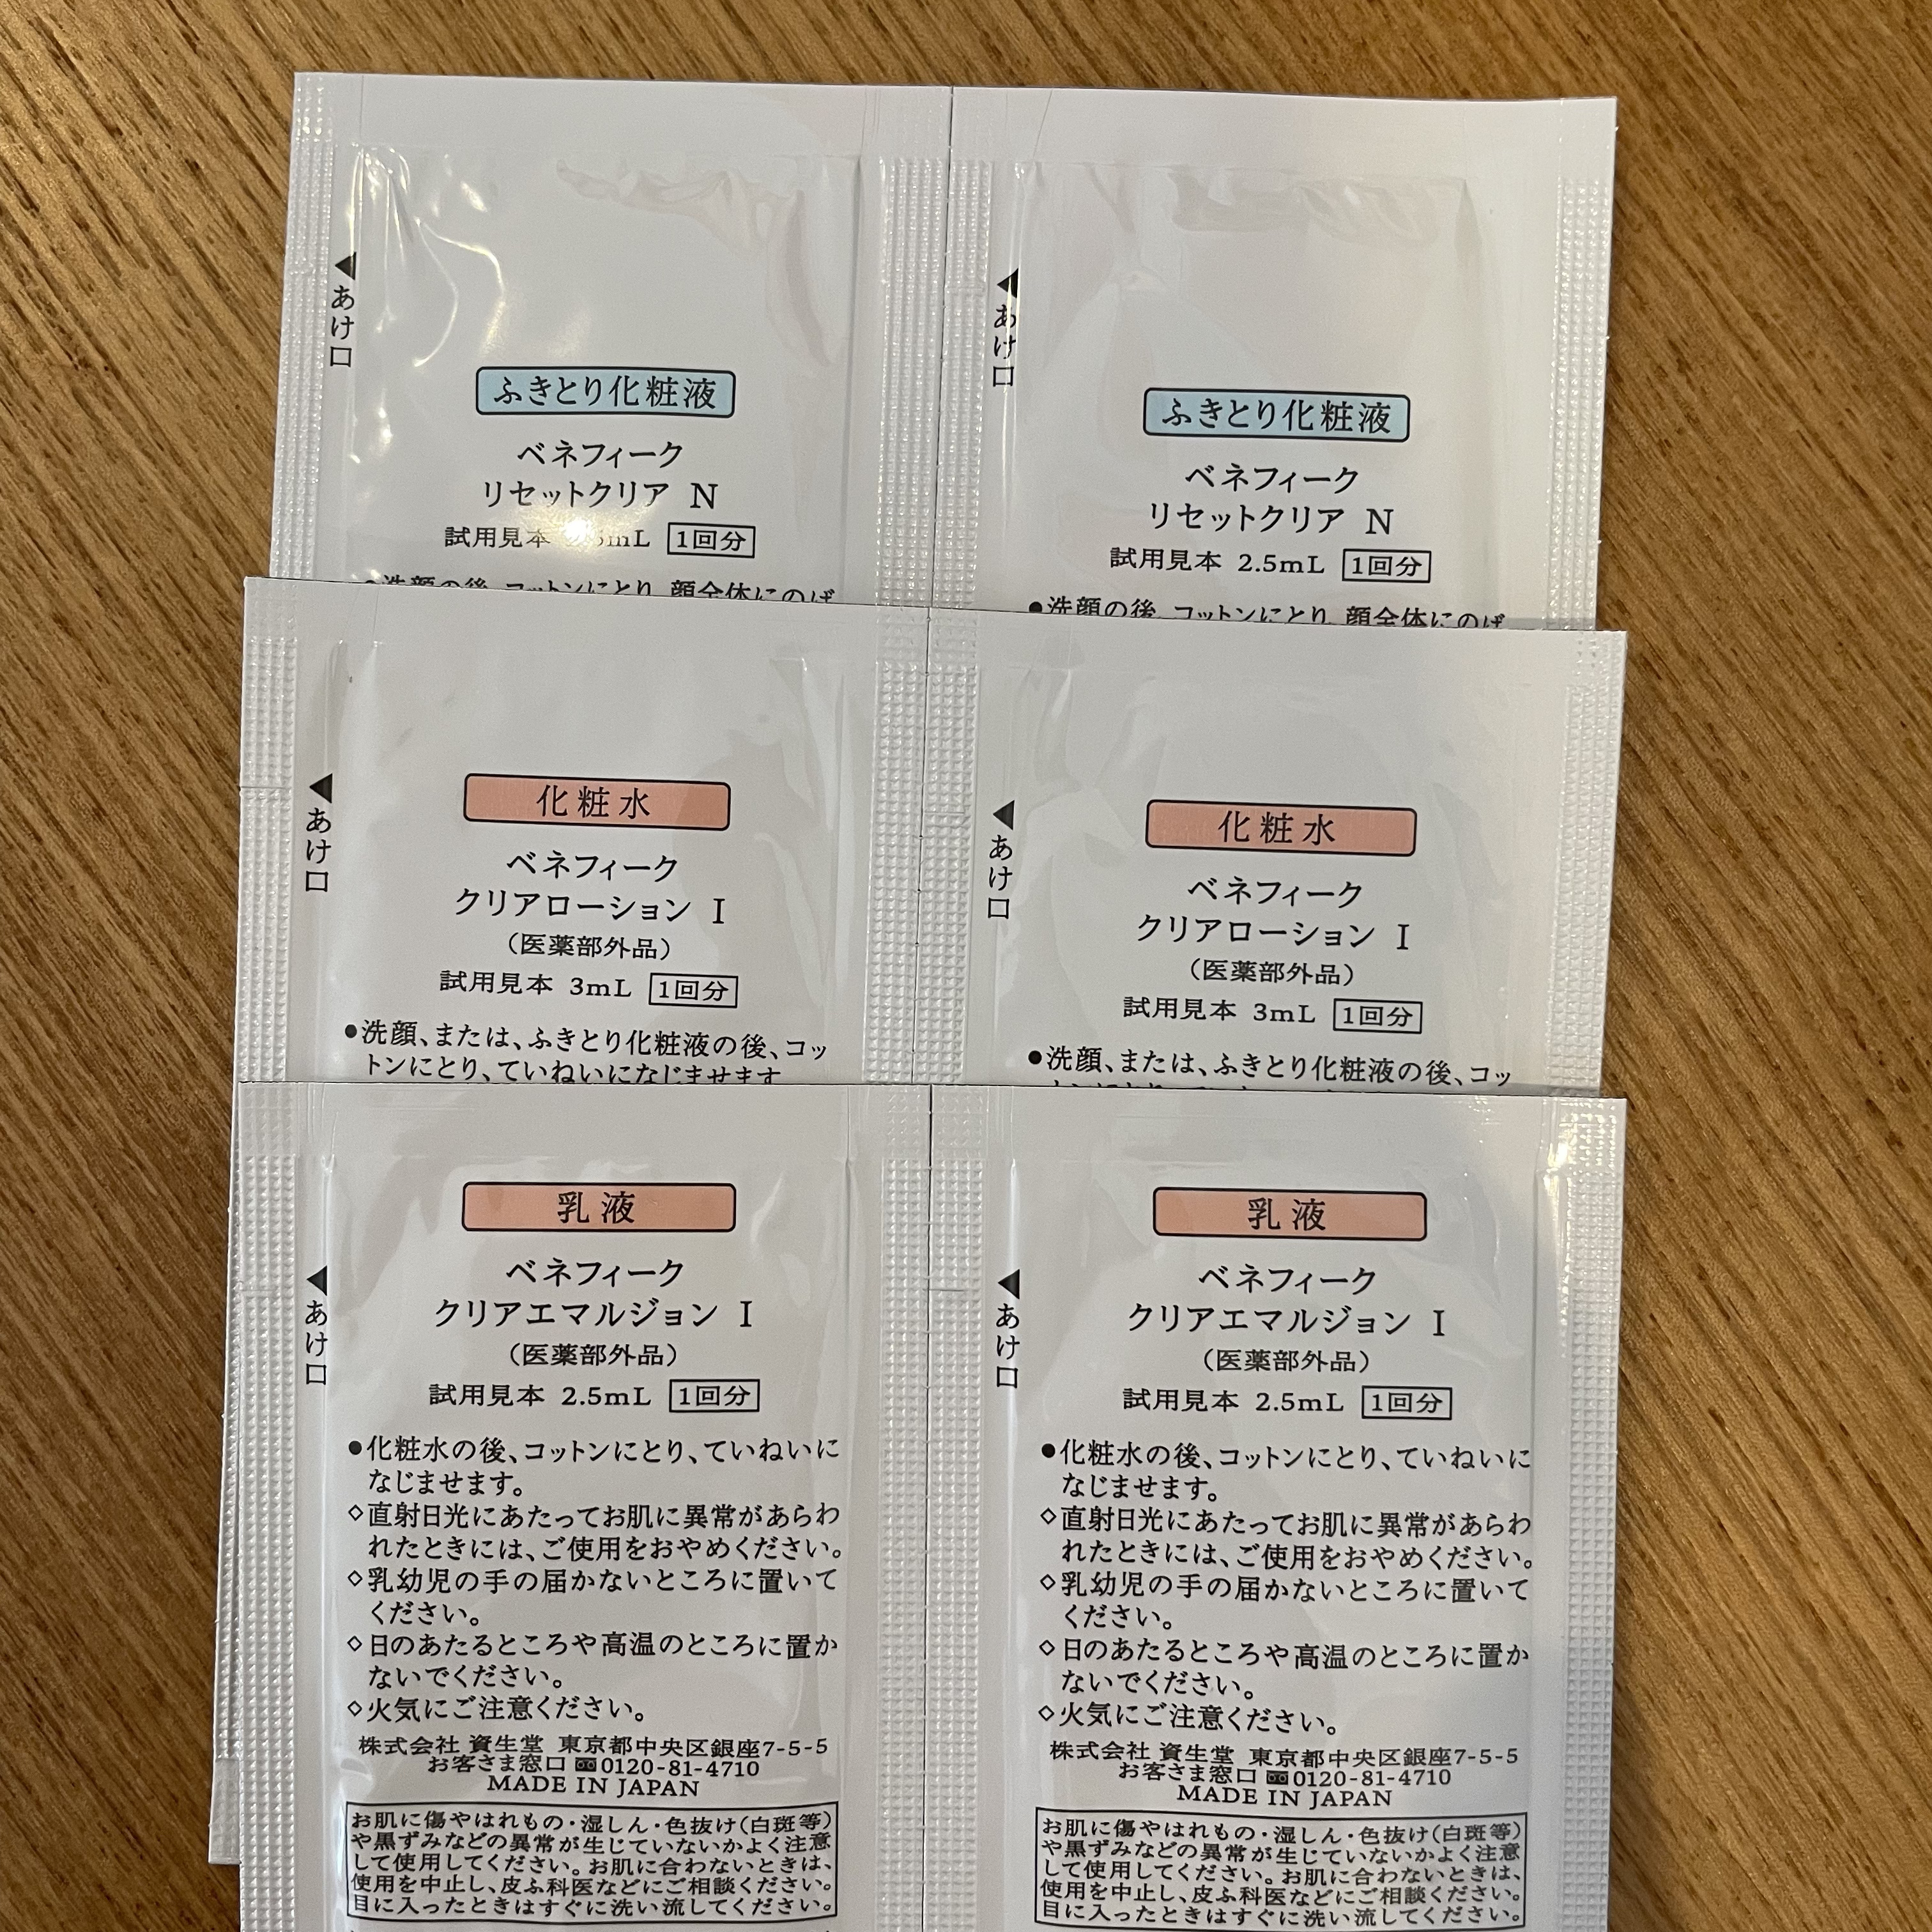 ◀あけ口
ふきとり化粧液
ベネフィーク
リセットクリア N
試用見本 mL 1回分
●洗顔の後、コットンにとり、顔全体にのば
◀あけ口
ふきとり化粧液
ベネフィーク
リセットクリア N
試用見本 2.5mL 1回分
●洗顔の後、コットンにとり、顔全体にのば
◀あけ口
化粧水
ベネフィーク
クリアローション I
(医薬部外品)
試用見本 3mL 1回分
●洗顔、または、ふきとり化粧液の後、コッ
トンにとり、ていねいになじませます
◀あけ口
化粧水
ベネフィーク
クリアローション I
(医薬部外品)
試用見本 3mL 1回分
●洗顔、または、ふきとり化粧液の後、コッ
◀あけ口
乳液
ベネフィーク
クリアエマルジョン I
(医薬部外品)
試用見本 2.5mL 1回分
●化粧水の後、コットンにとり、ていねいに
なじませます。
◇直射日光にあたってお肌に異常があらわ
れたときには、ご使用をおやめください。
◇乳幼児の手の届かないところに置いて
ください。
◇日のあたるところや高温のところに置か
ないでください。
◇火気にご注意ください。
株式会社 資生堂 東京都中央区銀座7-5-5
お客さま窓口 0120-81-4710
MADE IN JAPAN
お肌に傷やはれもの・湿しん・色抜け(白斑等)
や黒ずみなどの異常が生じていないかよく注意
して使用してください。お肌に合わないときは、
使用を中止し、皮ふ科医などにご相談ください。
目に入ったときはすぐに洗い流してください。
◀あけ口
乳液
ベネフィーク
クリアエマルジョン I
(医薬部外品)
試用見本 2.5mL 1回分
●化粧水の後、コットンにとり、ていねいに
なじませます。
◇直射日光にあたってお肌に異常があらわ
れたときには、ご使用をおやめください。
◇乳幼児の手の届かないところに置いて
ください。
◇日のあたるところや高温のところに置か
ないでください。
◇火気にご注意ください。
株式会社 資生堂 東京都中央区銀座7-5-5
お客さま窓口 0120-81-4710
MADE IN JAPAN
お肌に傷やはれもの・湿しん・色抜け(白斑等)
や黒ずみなどの異常が生じていないかよく注意
して使用してください。お肌に合わないときは、
使用を中止し、皮ふ科医などにご相談ください。
目に入ったときはすぐに洗い流してください。